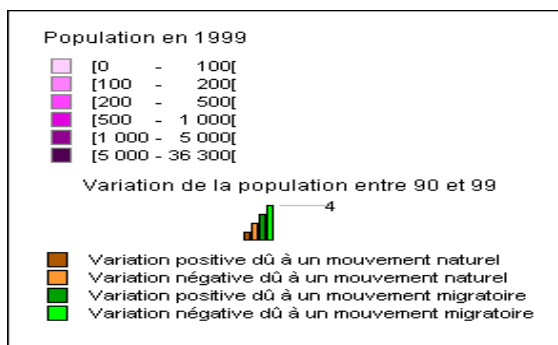 Population en 1999
[0 - 100[
[100 - 200[
[200 - 500[
[500 - 1 000[
[1 000 - 5 000[
[5 000 - 36 300[
Variation de la population entre 90 et 99
4
Variation positive dû à un mouvement naturel
Variation négative dû à un mouvement naturel
Variation positive dû à un mouvement migratoire
Variation négative dû à un mouvement migratoire